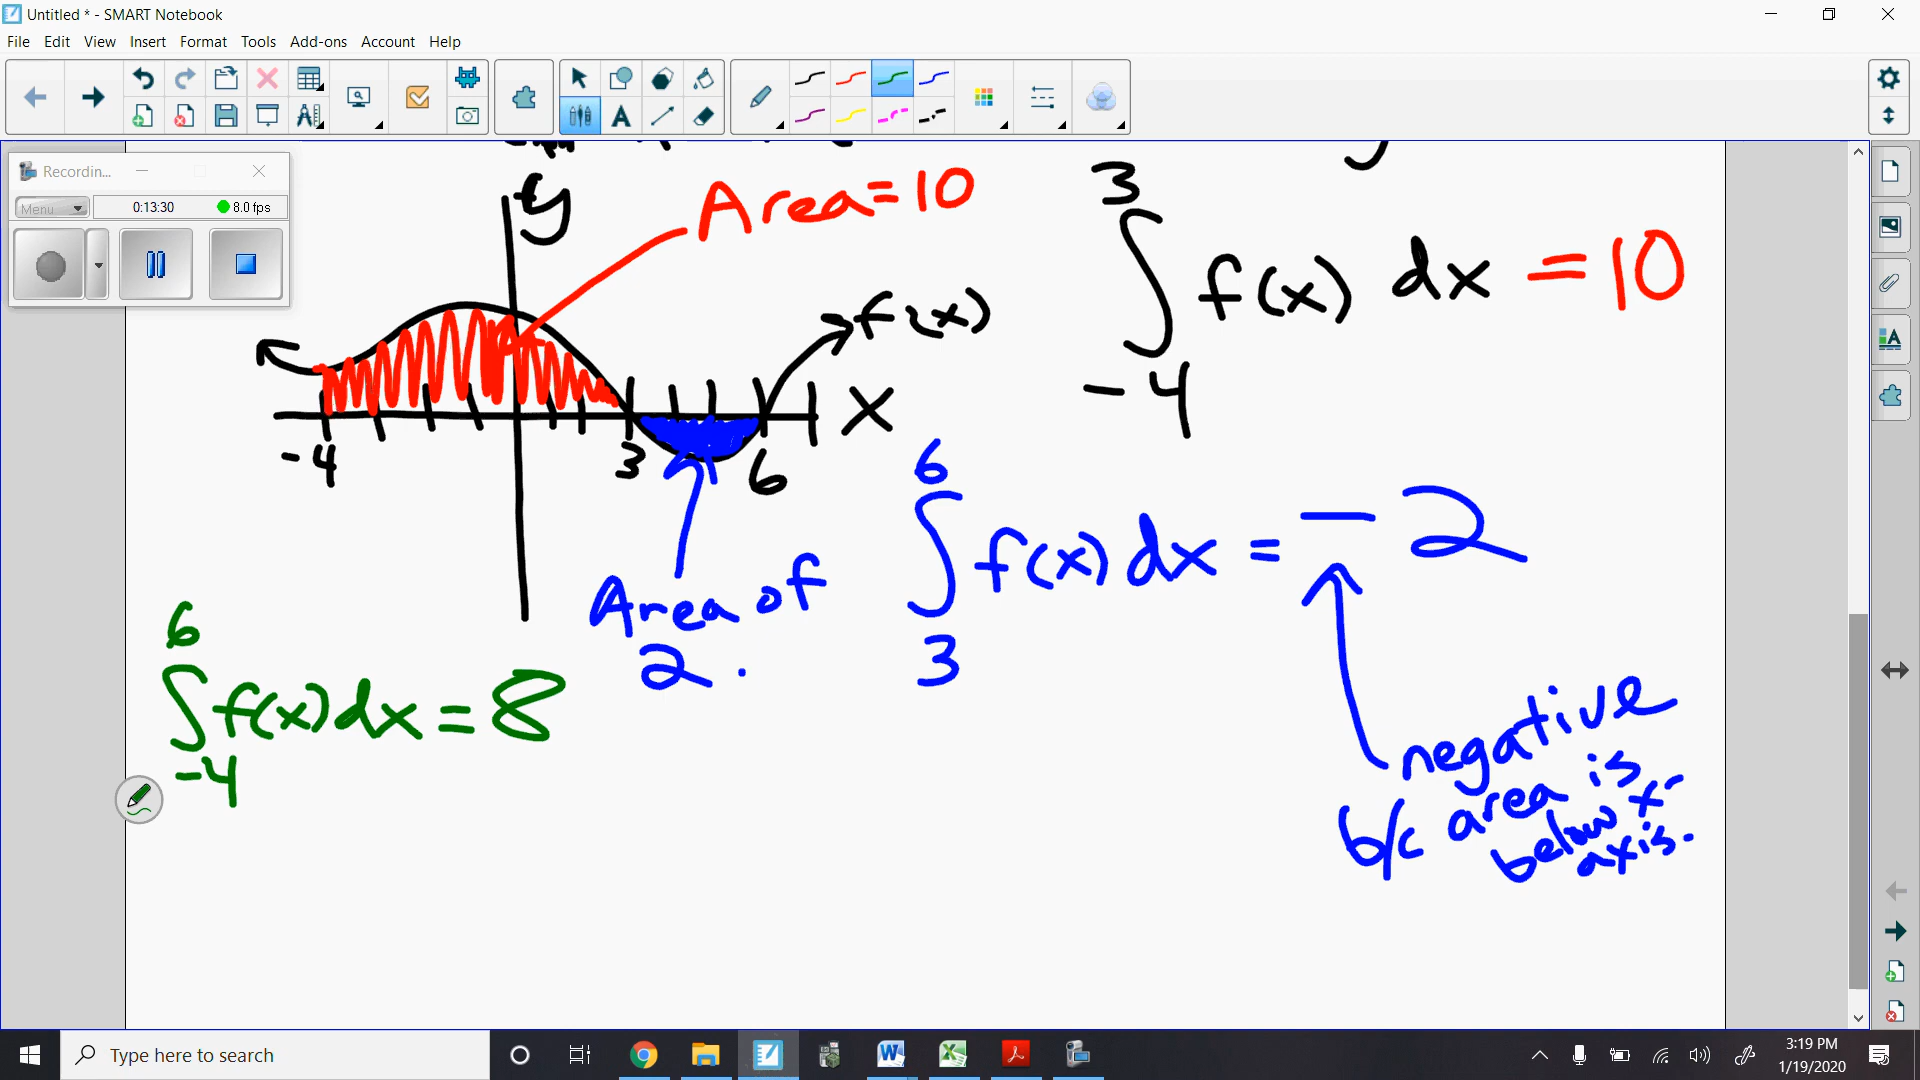 Untitled * - SMART Notebook
File Edit View Insert Format Tools Add-ons Account Help
Recordin...
Menu 0:13:30 8.0 fps
y
Area=10
3
∫ f(x) dx = 10
-4
f(x)
x
-4 3 6
6
∫ f(x) dx = -2
3
Area of
2.
6
∫ f(x) dx = 8
-4
negative
b/c area is
below x-
axis.
Type here to search
3:19 PM
1/19/2020